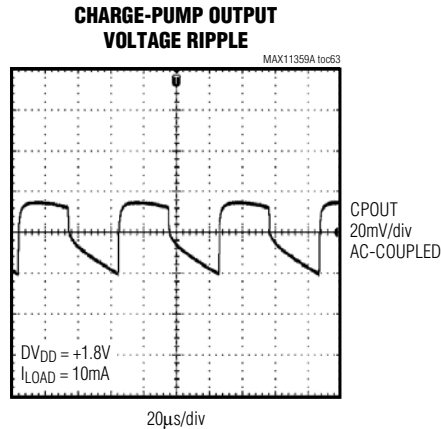 CHARGE-PUMP OUTPUT
VOLTAGE RIPPLE
MAX11359A toc63
CPOUT
20mV/div
AC-COUPLED
DVDD = +1.8V
ILOAD = 10mA
20µs/div